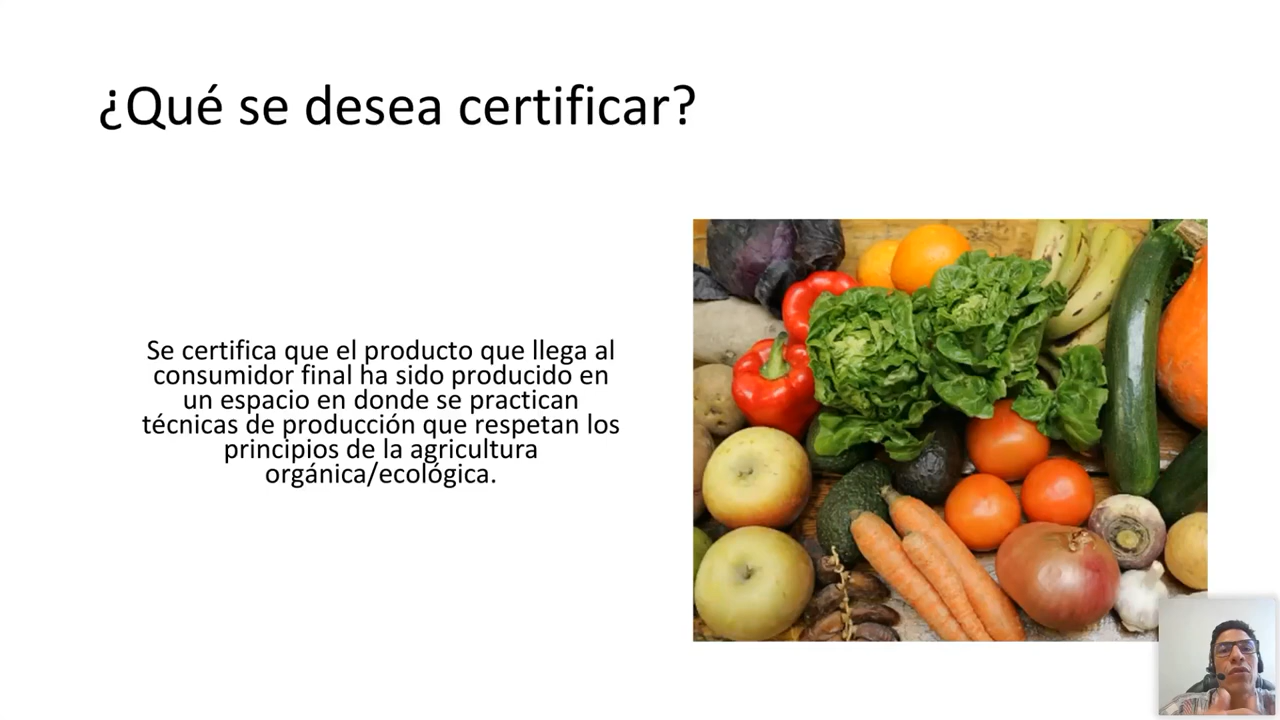 ¿Qué se desea certificar?
Se certifica que el producto que llega al
consumidor final ha sido producido en
un espacio en donde se practican
técnicas de producción que respetan los
principios de la agricultura
orgánica/ecológica.